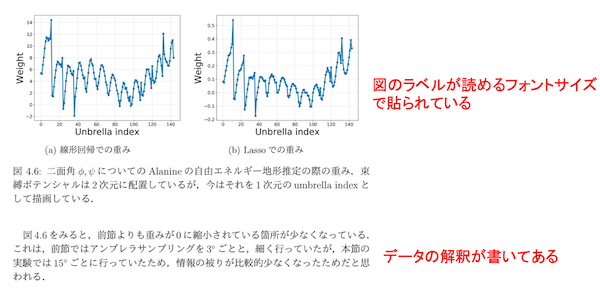 (a)
(b)
Weight
14
12
10
8
6
4
2
0
−2
0 20 40 60 80 100 120 140
Unbrella index
Weight
0.5
0.4
0.3
0.2
0.1
0.0
−0.1
−0.2
0 20 40 60 80 100 120 140
Unbrella index
(a) 線形回帰での重み
(b) Lasso での重み
図のラベルが読めるフォントサイズ
で貼られている
図 4.6: 二面角 ϕ, ψ についての Alanine の自由エネルギー地形推定の際の重み．束
縛ポテンシャルは 2 次元に配置しているが，今はそれを 1 次元の umbrella index と
して描画している．
図 4.6 をみると，前節よりも重みが 0 に縮小されている箇所が少なくなっている．
これは，前節ではアンブレラサンプリングを 3° ごとと，細く行っていたが，本節の
実験では 15° ごとに行っていたため，情報の被りが比較的少なくなったためだと思
われる．
データの解釈が書いてある